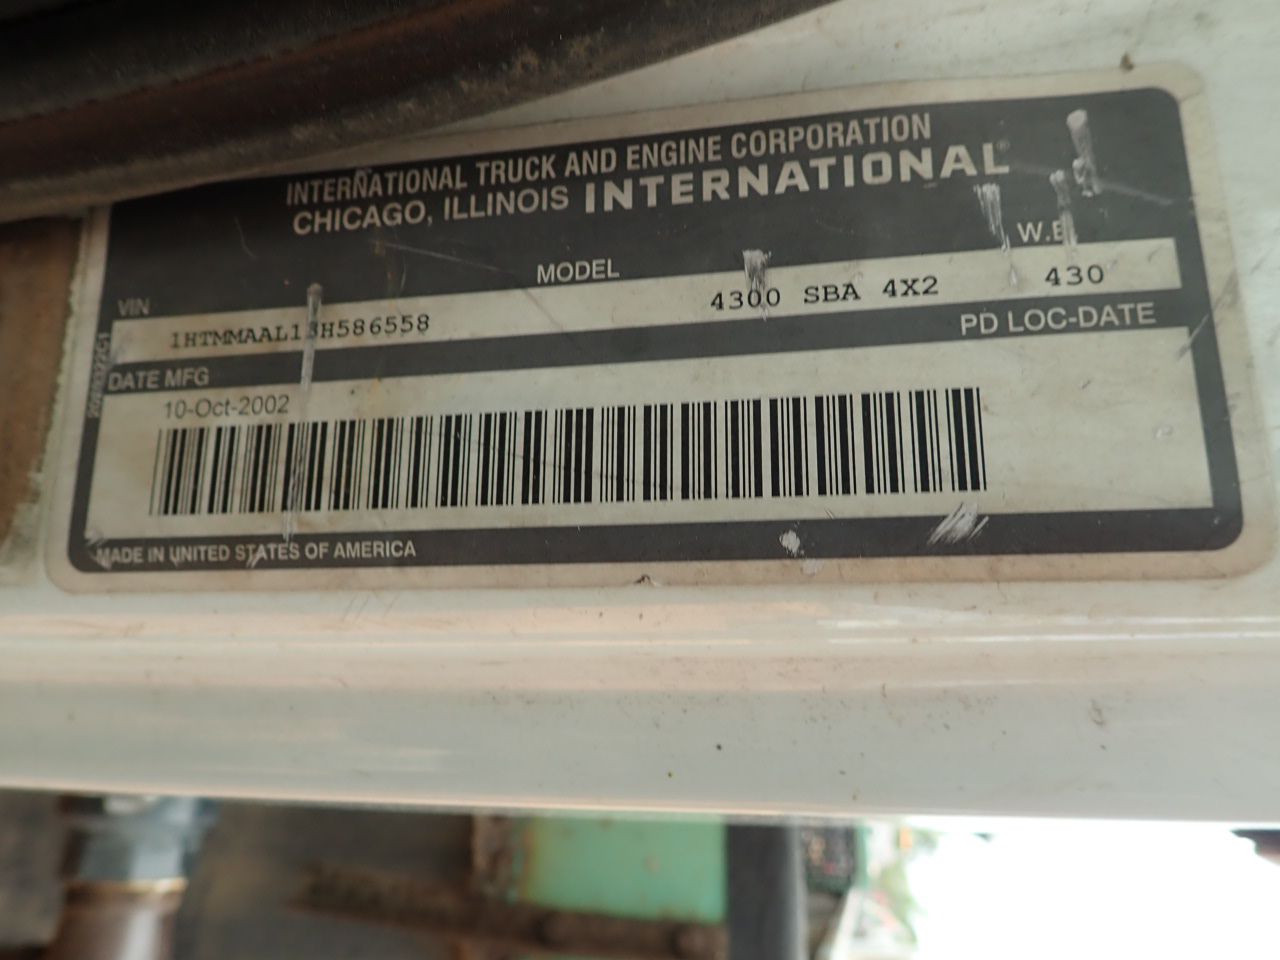 INTERNATIONAL TRUCK AND ENGINE CORPORATION
CHICAGO, ILLINOIS INTERNATIONAL®
VIN MODEL W.B
1HTMMAAL13H586558 4300 SBA 4X2 430
DATE MFG PD LOC-DATE
10-Oct-2002
MADE IN UNITED STATES OF AMERICA